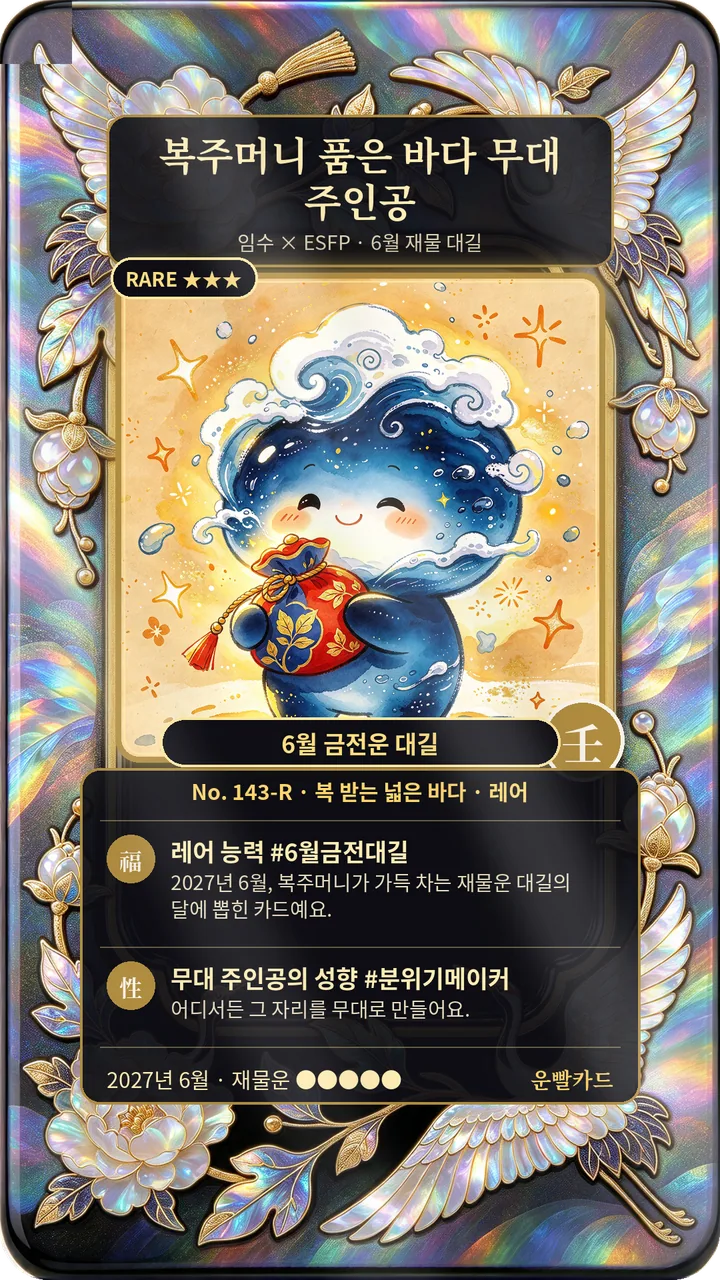 복주머니 품은 바다 무대
주인공
임수 × ESFP · 6월 재물 대길
RARE ★★★
6월 금전운 대길
壬
No. 143-R · 복 받는 넓은 바다 · 레어
福
레어 능력 #6월금전대길
2027년 6월, 복주머니가 가득 차는 재물운 대길의
달에 뽑힌 카드예요.
性
무대 주인공의 성향 #분위기메이커
어디서든 그 자리를 무대로 만들어요.
2027년 6월 · 재물운 ●●●●●
운빨카드